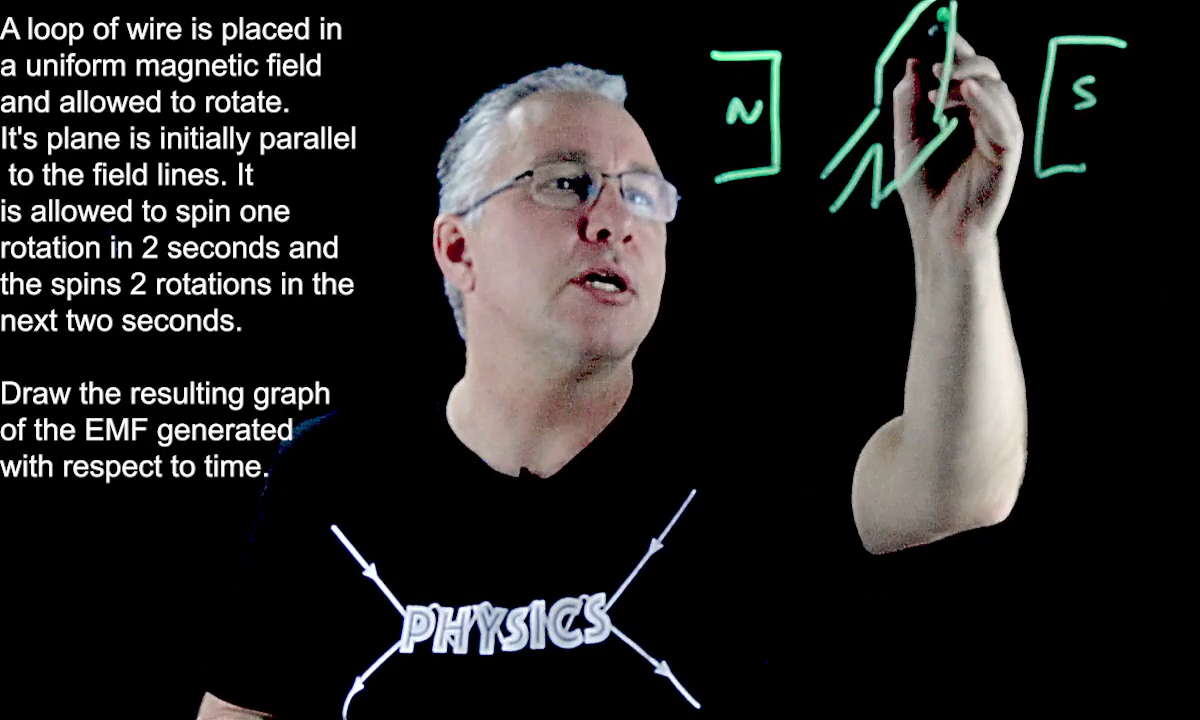 A loop of wire is placed in
a uniform magnetic field
and allowed to rotate.
It's plane is initially parallel
to the field lines. It
is allowed to spin one
rotation in 2 seconds and
the spins 2 rotations in the
next two seconds.
Draw the resulting graph
of the EMF generated
with respect to time.
N
S
PHYSICS